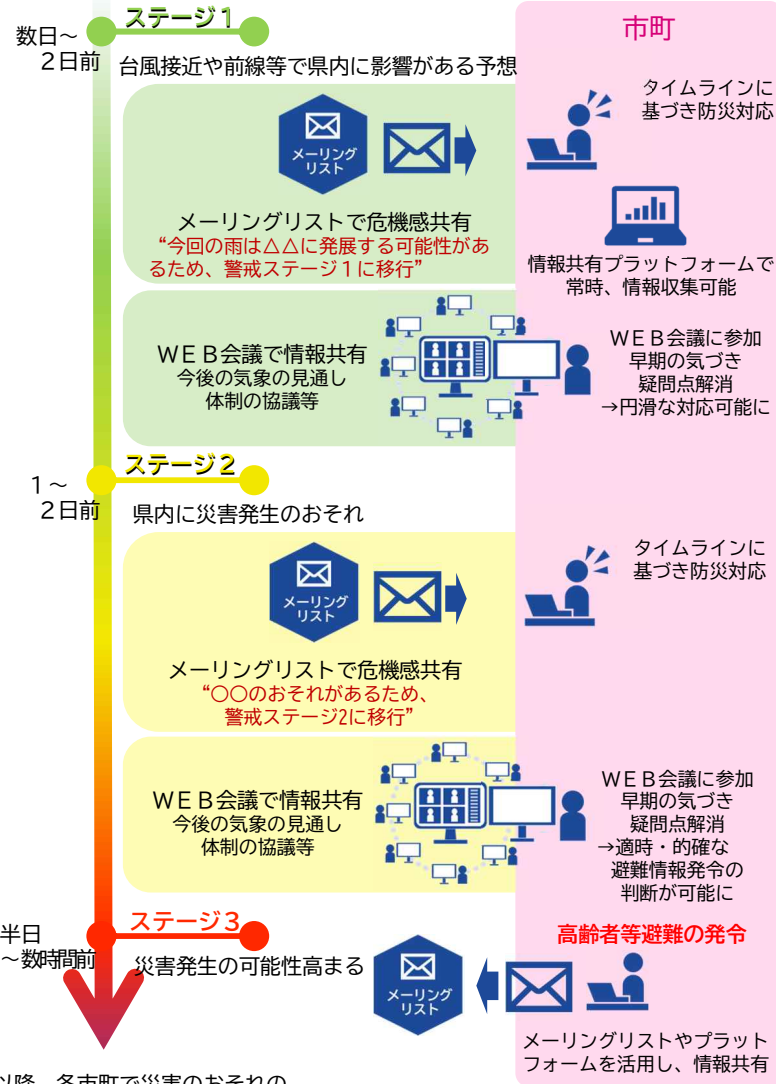 ステージ1
数日～
2日前
台風接近や前線等で県内に影響がある予想
メーリング
リスト
メーリングリストで危機感共有
“今回の雨は△△に発展する可能性があ
るため、警戒ステージ１に移行”
ＷＥＢ会議で情報共有
今後の気象の見通し
体制の協議等
市町
タイムラインに
基づき防災対応
情報共有プラットフォームで
常時、情報収集可能
ＷＥＢ会議に参加
早期の気づき
疑問点解消
→円滑な対応可能に
ステージ2
1～
2日前
県内に災害発生のおそれ
メーリング
リスト
メーリングリストで危機感共有
“〇〇のおそれがあるため、
警戒ステージ2に移行”
ＷＥＢ会議で情報共有
今後の気象の見通し
体制の協議等
タイムラインに
基づき防災対応
ＷＥＢ会議に参加
早期の気づき
疑問点解消
→適時・的確な
避難情報発令の
判断が可能に
ステージ3
半日
～数時間前
災害発生の可能性高まる
メーリング
リスト
高齢者等避難の発令
メーリングリストやプラット
フォームを活用し、情報共有
以降、各市町で災害のおそれの